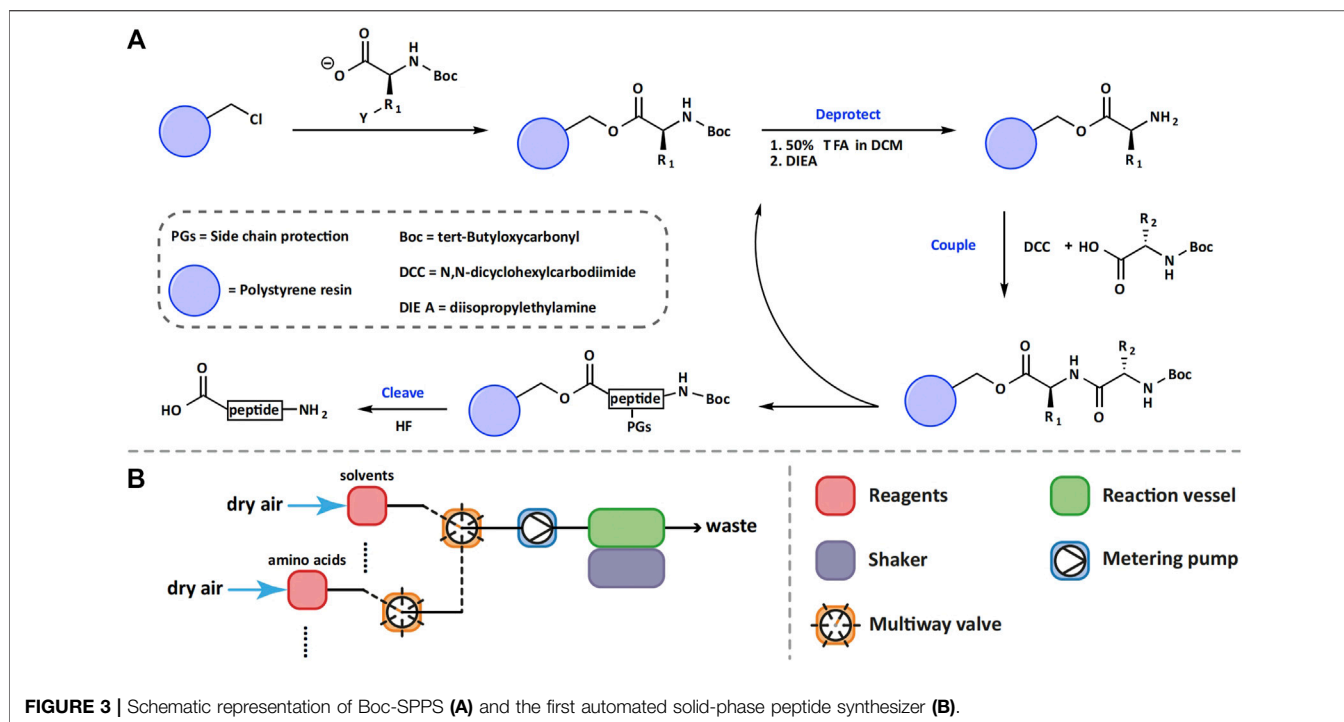 A
O
⊖
O
H
N
Boc
R1
Y
Cl
O
O
H
N
Boc
R1
Deprotect
1. 50% TFA in DCM
2. DIEA
O
O
NH2
R1
PGs = Side chain protection
Boc = tert-Butyloxycarbonyl
= Polystyrene resin
DCC = N,N-dicyclohexylcarbodiimide
DIE A = diisopropylethylamine
Couple
DCC +
HO
R2
O
N
H
Boc
O
HO
peptide
NH2
Cleave
HF
O
O
peptide
H
N
Boc
PGs
O
O
R1
H
N
O
R2
N
H
Boc
B
solvents
dry air
amino acids
dry air
waste
Reagents
Reaction vessel
Shaker
Metering pump
Multiway valve
FIGURE 3 | Schematic representation of Boc-SPPS (A) and the first automated solid-phase peptide synthesizer (B).